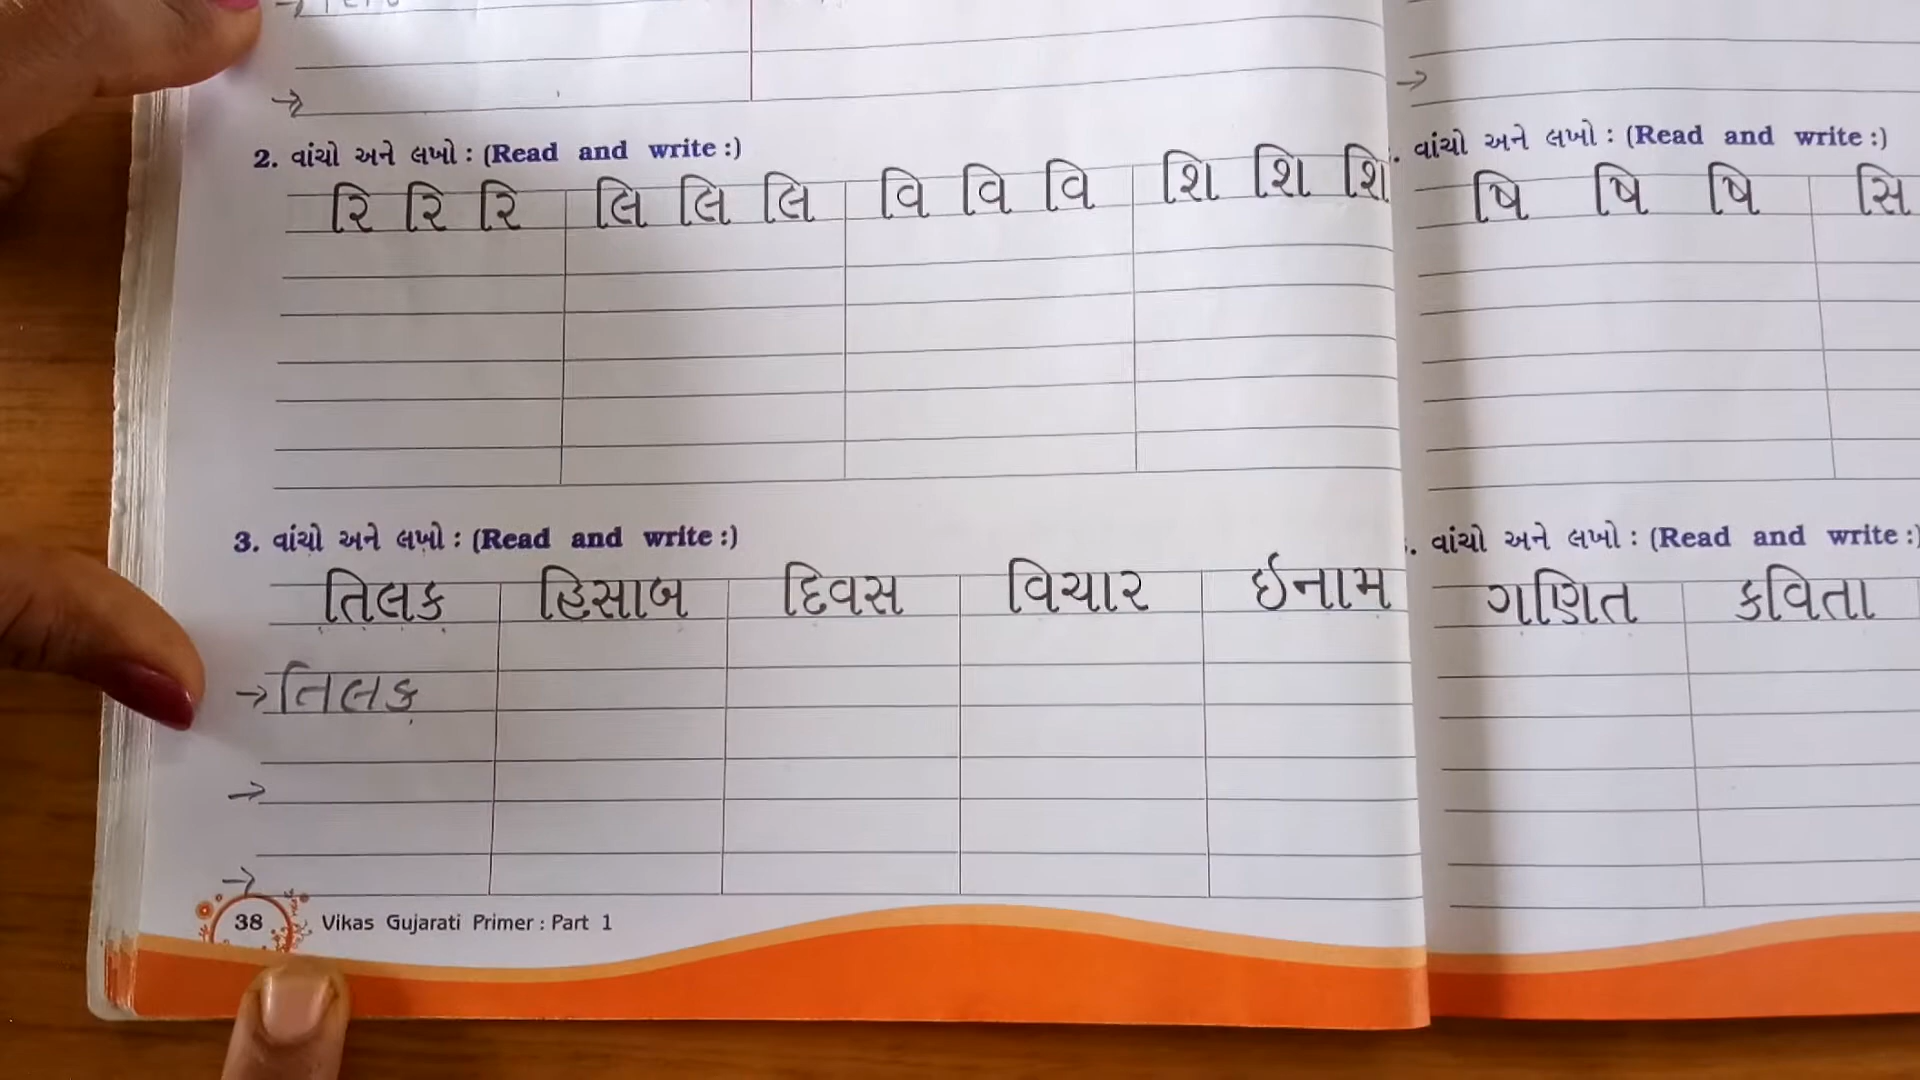 2. વાંચો અને લખો : (Read and write :)
રિ રિ રિ લિ લિ લિ વિ વિ વિ શિ શિ શિ
3. વાંચો અને લખો : (Read and write :)
તિલક હિસાબ દિવસ વિચાર ઈનામ
→ તિલક
→
→
38 Vikas Gujarati Primer : Part 1
. વાંચો અને લખો : (Read and write :)
ષિ ષિ ષિ સિ
. વાંચો અને લખો : (Read and write :)
ગણિત કવિતા